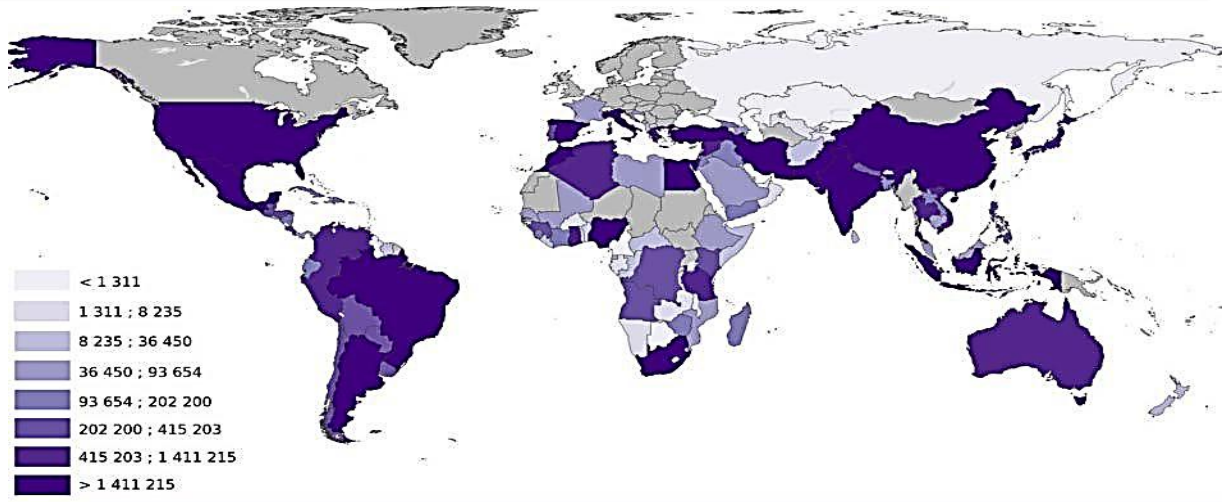 < 1 311
1 311 ; 8 235
8 235 ; 36 450
36 450 ; 93 654
93 654 ; 202 200
202 200 ; 415 203
415 203 ; 1 411 215
> 1 411 215